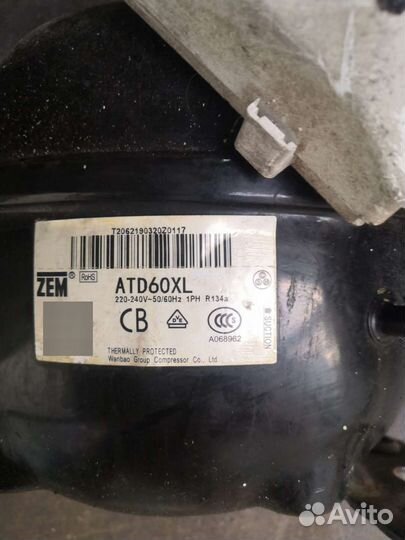 T2062190320Z0117
ZEM ® RoHS ATD60XL
220-240V~50/60Hz 1PH R134a
CB
A068962
SUCTION
THERMALLY PROTECTED
Wanbao Group Compressor Co., Ltd
Avito